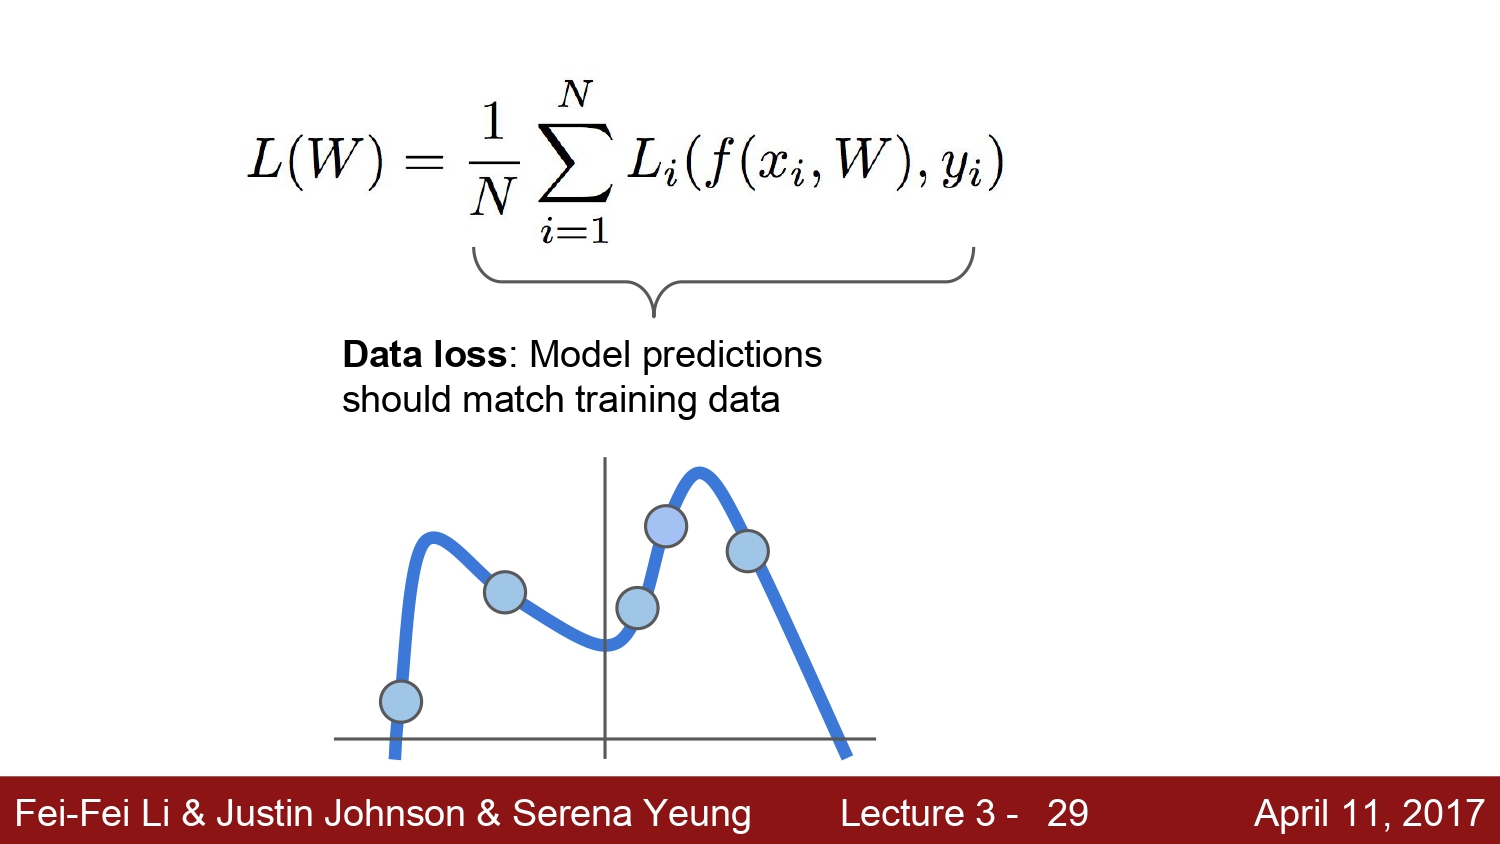 L(W) = \frac{1}{N} \sum_{i=1}^{N} L_i(f(x_i, W), y_i)
Data loss: Model predictions
should match training data
Fei-Fei Li & Justin Johnson & Serena Yeung Lecture 3 - 29 April 11, 2017